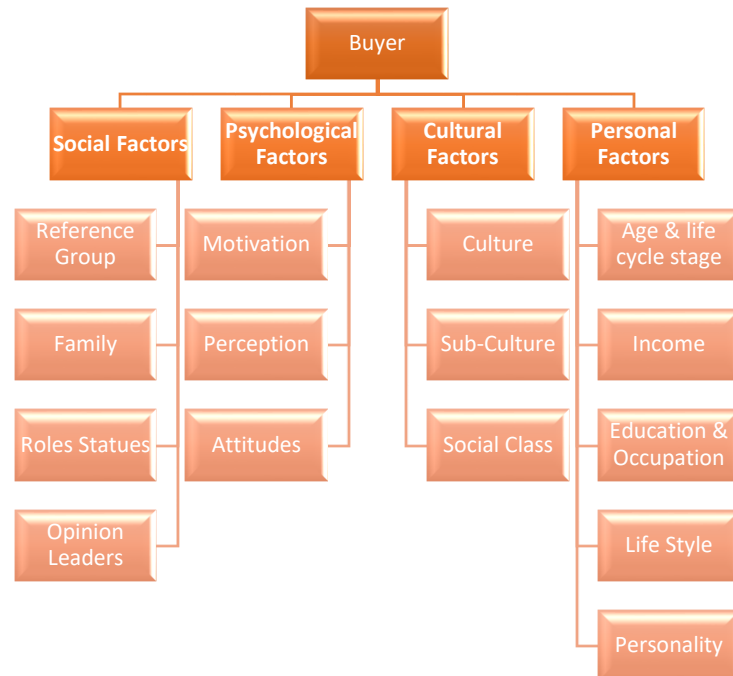 Buyer
Social Factors
Psychological
Factors
Cultural
Factors
Personal
Factors
Reference
Group
Family
Roles Statues
Opinion
Leaders
Motivation
Perception
Attitudes
Culture
Sub-Culture
Social Class
Age & life
cycle stage
Income
Education &
Occupation
Life Style
Personality